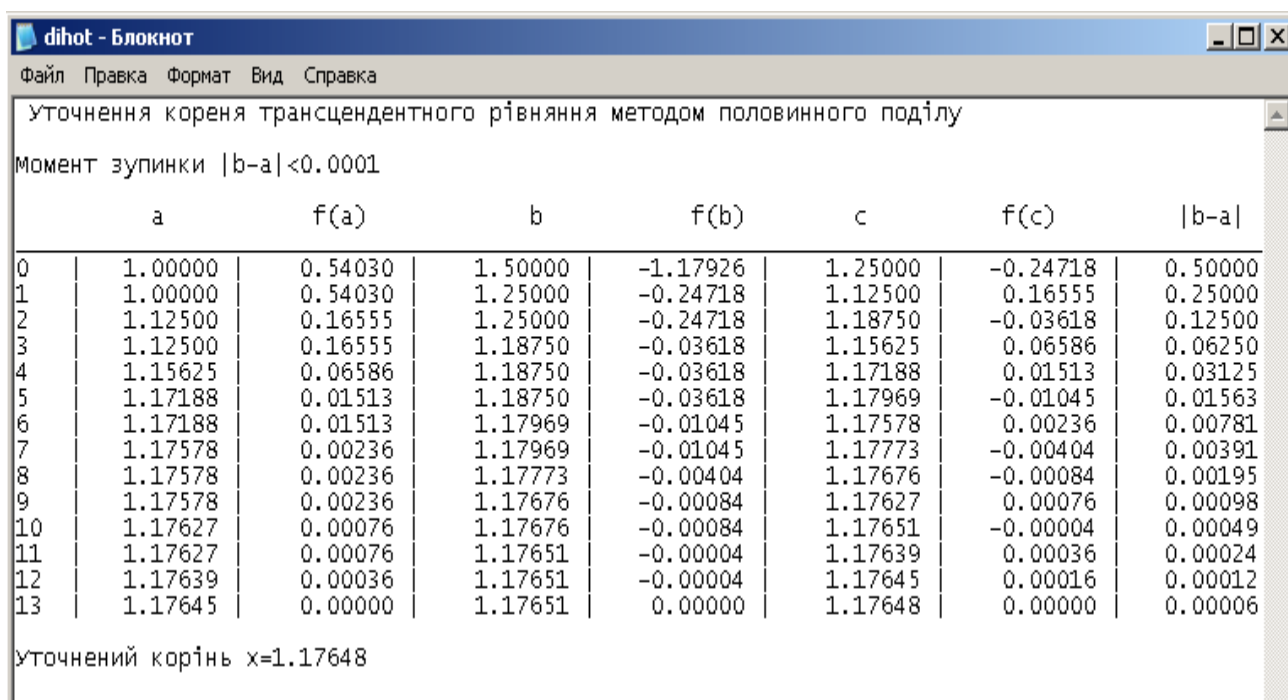 dihot - Блокнот
Файл Правка Формат Вид Справка
Уточнення кореня трансцендентного рівняння методом половинного поділу
Момент зупинки |b-a|<0.0001
a f(a) b f(b) c f(c) |b-a|
0 | 1.00000 | 0.54030 | 1.50000 | -1.17926 | 1.25000 | -0.24718 | 0.50000
1 | 1.00000 | 0.54030 | 1.25000 | -0.24718 | 1.12500 | 0.16555 | 0.25000
2 | 1.12500 | 0.16555 | 1.25000 | -0.24718 | 1.18750 | -0.03618 | 0.12500
3 | 1.12500 | 0.16555 | 1.18750 | -0.03618 | 1.15625 | 0.06586 | 0.06250
4 | 1.15625 | 0.06586 | 1.18750 | -0.03618 | 1.17188 | 0.01513 | 0.03125
5 | 1.17188 | 0.01513 | 1.18750 | -0.03618 | 1.17969 | -0.01045 | 0.01563
6 | 1.17188 | 0.01513 | 1.17969 | -0.01045 | 1.17578 | 0.00236 | 0.00781
7 | 1.17578 | 0.00236 | 1.17969 | -0.01045 | 1.17773 | -0.00404 | 0.00391
8 | 1.17578 | 0.00236 | 1.17773 | -0.00404 | 1.17676 | -0.00084 | 0.00195
9 | 1.17578 | 0.00236 | 1.17676 | -0.00084 | 1.17627 | 0.00076 | 0.00098
10 | 1.17627 | 0.00076 | 1.17676 | -0.00084 | 1.17651 | -0.00004 | 0.00049
11 | 1.17627 | 0.00076 | 1.17651 | -0.00004 | 1.17639 | 0.00036 | 0.00024
12 | 1.17639 | 0.00036 | 1.17651 | -0.00004 | 1.17645 | 0.00016 | 0.00012
13 | 1.17645 | 0.00000 | 1.17651 | 0.00000 | 1.17648 | 0.00000 | 0.00006
Уточнений корінь x=1.17648